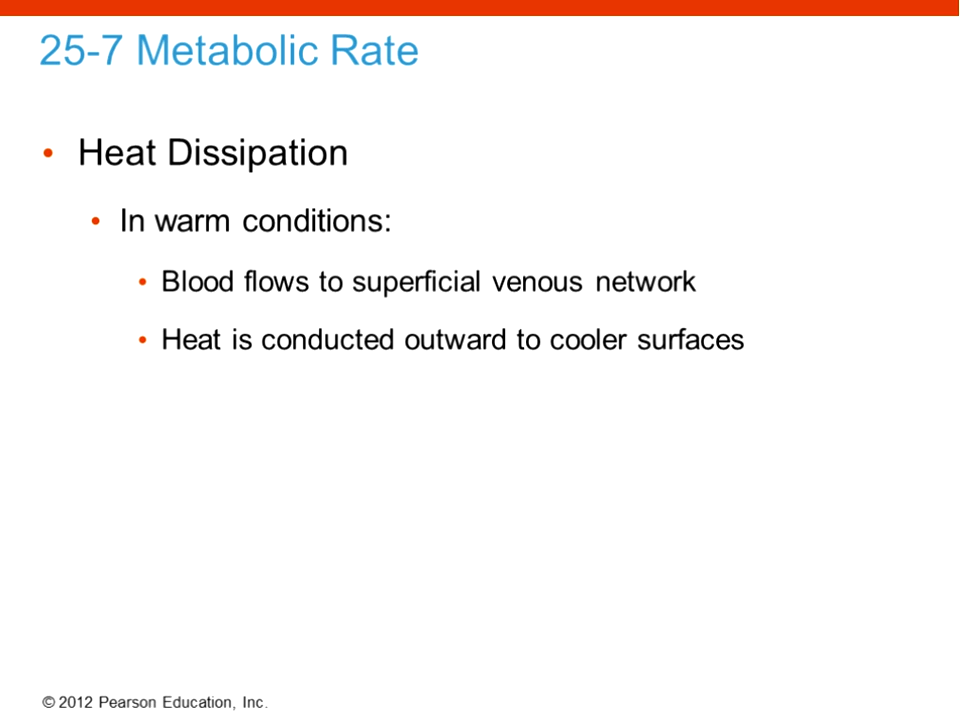 25-7 Metabolic Rate
• Heat Dissipation
• In warm conditions:
• Blood flows to superficial venous network
• Heat is conducted outward to cooler surfaces
© 2012 Pearson Education, Inc.